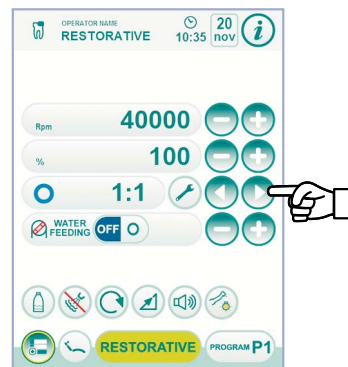 OPERATOR NAME
RESTORATIVE
10:35
20
nov
i
Rpm 40000
% 100
1:1
WATER
FEEDING OFF
RESTORATIVE
PROGRAM P1